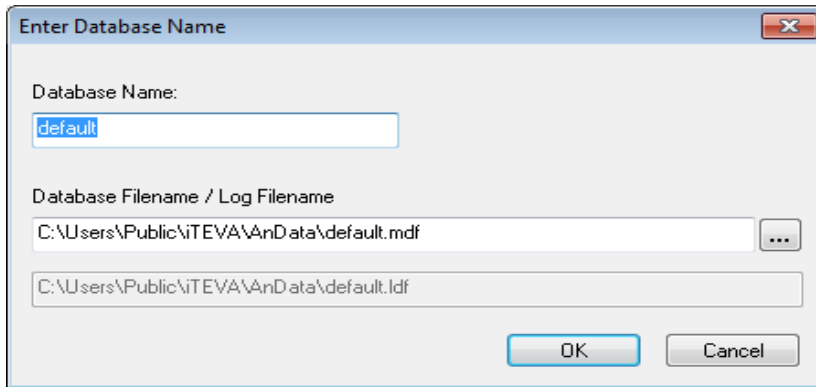 Enter Database Name
Database Name:
default
Database Filename / Log Filename
C:\Users\Public\iTEVA\AnData\default.mdf
...
C:\Users\Public\iTEVA\AnData\default.ldf
OK
Cancel